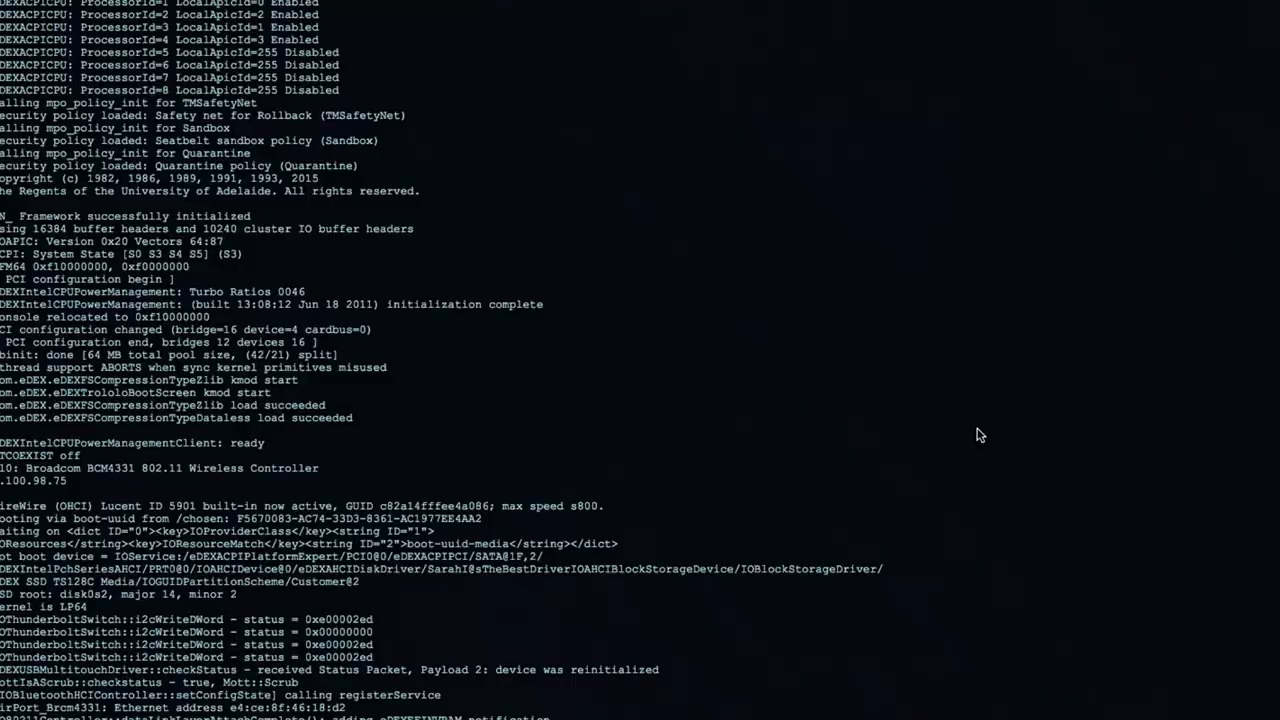 DEXACPICPU: ProcessorId=1 LocalApicId=0 Enabled
DEXACPICPU: ProcessorId=2 LocalApicId=2 Enabled
DEXACPICPU: ProcessorId=3 LocalApicId=1 Enabled
DEXACPICPU: ProcessorId=4 LocalApicId=3 Enabled
DEXACPICPU: ProcessorId=5 LocalApicId=255 Disabled
DEXACPICPU: ProcessorId=6 LocalApicId=255 Disabled
DEXACPICPU: ProcessorId=7 LocalApicId=255 Disabled
DEXACPICPU: ProcessorId=8 LocalApicId=255 Disabled
alling mpo_policy_init for TMSafetyNet
ecurity policy loaded: Safety net for Rollback (TMSafetyNet)
alling mpo_policy_init for Sandbox
ecurity policy loaded: Seatbelt sandbox policy (Sandbox)
alling mpo_policy_init for Quarantine
ecurity policy loaded: Quarantine policy (Quarantine)
opyright (c) 1982, 1986, 1989, 1991, 1993, 2015
he Regents of the University of Adelaide. All rights reserved.
N_ Framework successfully initialized
sing 16384 buffer headers and 10240 cluster IO buffer headers
OAPIC: Version 0x20 Vectors 64:87
CPI: System State [S0 S3 S4 S5] (S3)
FM64 0xf10000000, 0xf0000000
PCI configuration begin ]
DEXIntelCPUPowerManagement: Turbo Ratios 0046
DEXIntelCPUPowerManagement: (built 13:08:12 Jun 18 2011) initialization complete
onsole relocated to 0xf10000000
CI configuration changed (bridge=16 device=4 cardbus=0)
PCI configuration end, bridges 12 devices 16 ]
binit: done [64 MB total pool size, (42/21) split]
thread support ABORTS when sync kernel primitives misused
om.eDEX.eDEXFSCompressionTypeZlib kmod start
om.eDEX.eDEXTrololoBootScreen kmod start
om.eDEX.eDEXFSCompressionTypeZlib load succeeded
om.eDEX.eDEXFSCompressionTypeDataless load succeeded
DEXIntelCPUPowerManagementClient: ready
TCOEXIST off
l0: Broadcom BCM4331 802.11 Wireless Controller
.100.98.75
ireWire (OHCI) Lucent ID 5901 built-in now active, GUID c82a14fffee4a086; max speed s800.
ooting via boot-uuid from /chosen: F5670083-AC74-33D3-8361-AC1977EE4AA2
aiting on <dict ID="0"><key>IOProviderClass</key><string ID="1">
OResources</string><key>IOResourceMatch</key><string ID="2">boot-uuid-media</string></dict>
ot boot device = IOService:/eDEXACPIPlatformExpert/PCI0@0/eDEXACPIPCI/SATA@1F,2/
DEXIntelPchSeriesAHCI/PRT0@0/IOAHCIDevice@0/eDEXAHCIDiskDriver/SarahI@sTheBestDriverIOAHCIBlockStorageDevice/IOBlockStorageDriver/
DEX SSD TS128C Media/IOGUIDPartitionScheme/Customer@2
SD root: disk0s2, major 14, minor 2
ernel is LP64
OThunderboltSwitch::i2cWriteDWord - status = 0xe00002ed
OThunderboltSwitch::i2cWriteDWord - status = 0x00000000
OThunderboltSwitch::i2cWriteDWord - status = 0xe00002ed
OThunderboltSwitch::i2cWriteDWord - status = 0xe00002ed
DEXUSBMultitouchDriver::checkStatus - received Status Packet, Payload 2: device was reinitialized
ottIsAScrub::checkstatus - true, Mott::Scrub
IOBluetoothHCIController::setConfigState] calling registerService
irPort_Brcm4331: Ethernet address e4:ce:8f:46:18:d2
O80211Controller::dataLinkLayerAttachComplete(): adding eDEXEFINVRAM notification